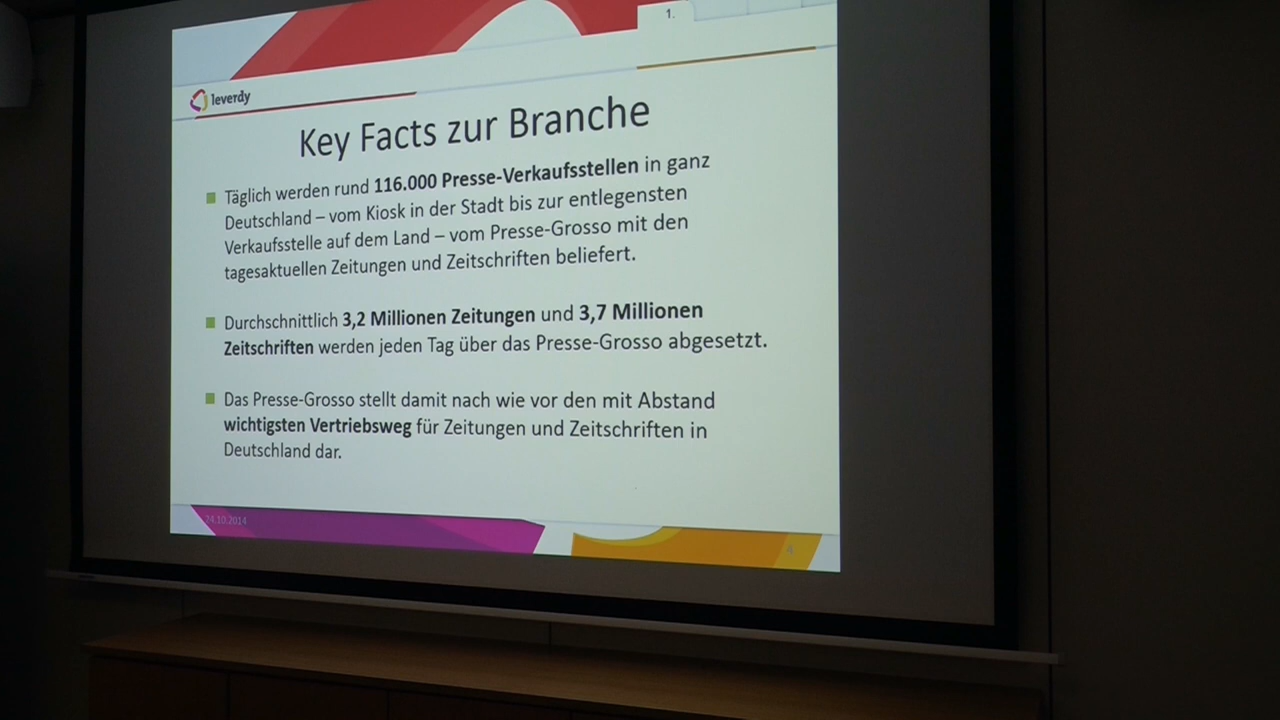 1.
leverdy
Key Facts zur Branche
Täglich werden rund 116.000 Presse-Verkaufsstellen in ganz
Deutschland – vom Kiosk in der Stadt bis zur entlegensten
Verkaufsstelle auf dem Land – vom Presse-Grosso mit den
tagesaktuellen Zeitungen und Zeitschriften beliefert.
Durchschnittlich 3,2 Millionen Zeitungen und 3,7 Millionen
Zeitschriften werden jeden Tag über das Presse-Grosso abgesetzt.
Das Presse-Grosso stellt damit nach wie vor den mit Abstand
wichtigsten Vertriebsweg für Zeitungen und Zeitschriften in
Deutschland dar.
24.10.2014
4